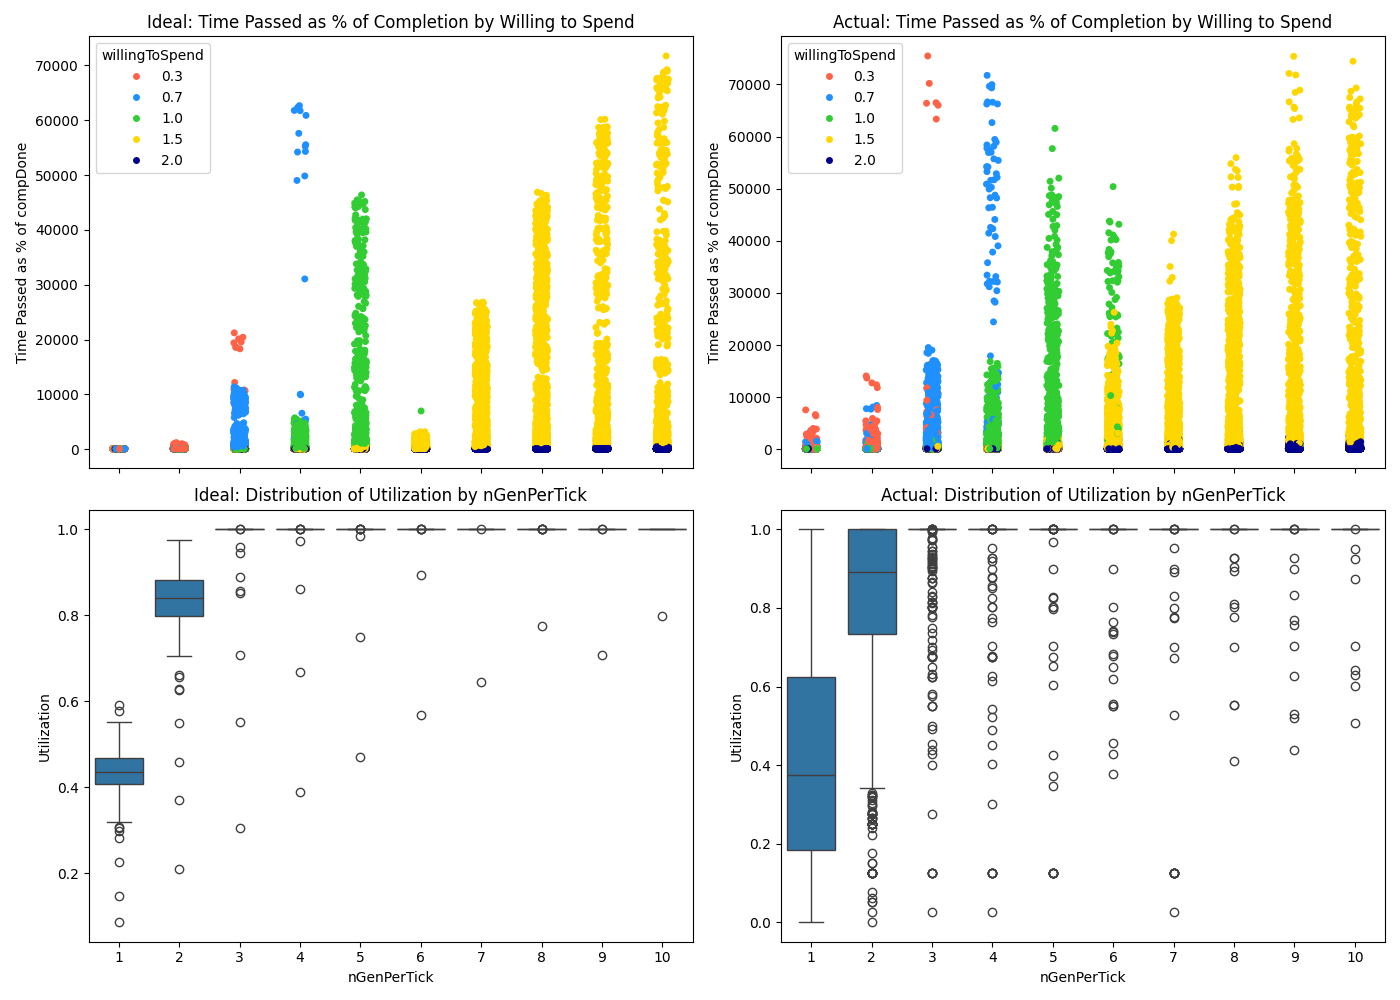 Ideal: Time Passed as % of Completion by Willing to Spend
Time Passed as % of compDone
70000
60000
50000
40000
30000
20000
10000
0
willingToSpend
0.3
0.7
1.0
1.5
2.0
Actual: Time Passed as % of Completion by Willing to Spend
Time Passed as % of compDone
70000
60000
50000
40000
30000
20000
10000
0
willingToSpend
0.3
0.7
1.0
1.5
2.0
Ideal: Distribution of Utilization by nGenPerTick
Utilization
1.0
0.8
0.6
0.4
0.2
1 2 3 4 5 6 7 8 9 10
nGenPerTick
Actual: Distribution of Utilization by nGenPerTick
Utilization
1.0
0.8
0.6
0.4
0.2
0.0
1 2 3 4 5 6 7 8 9 10
nGenPerTick